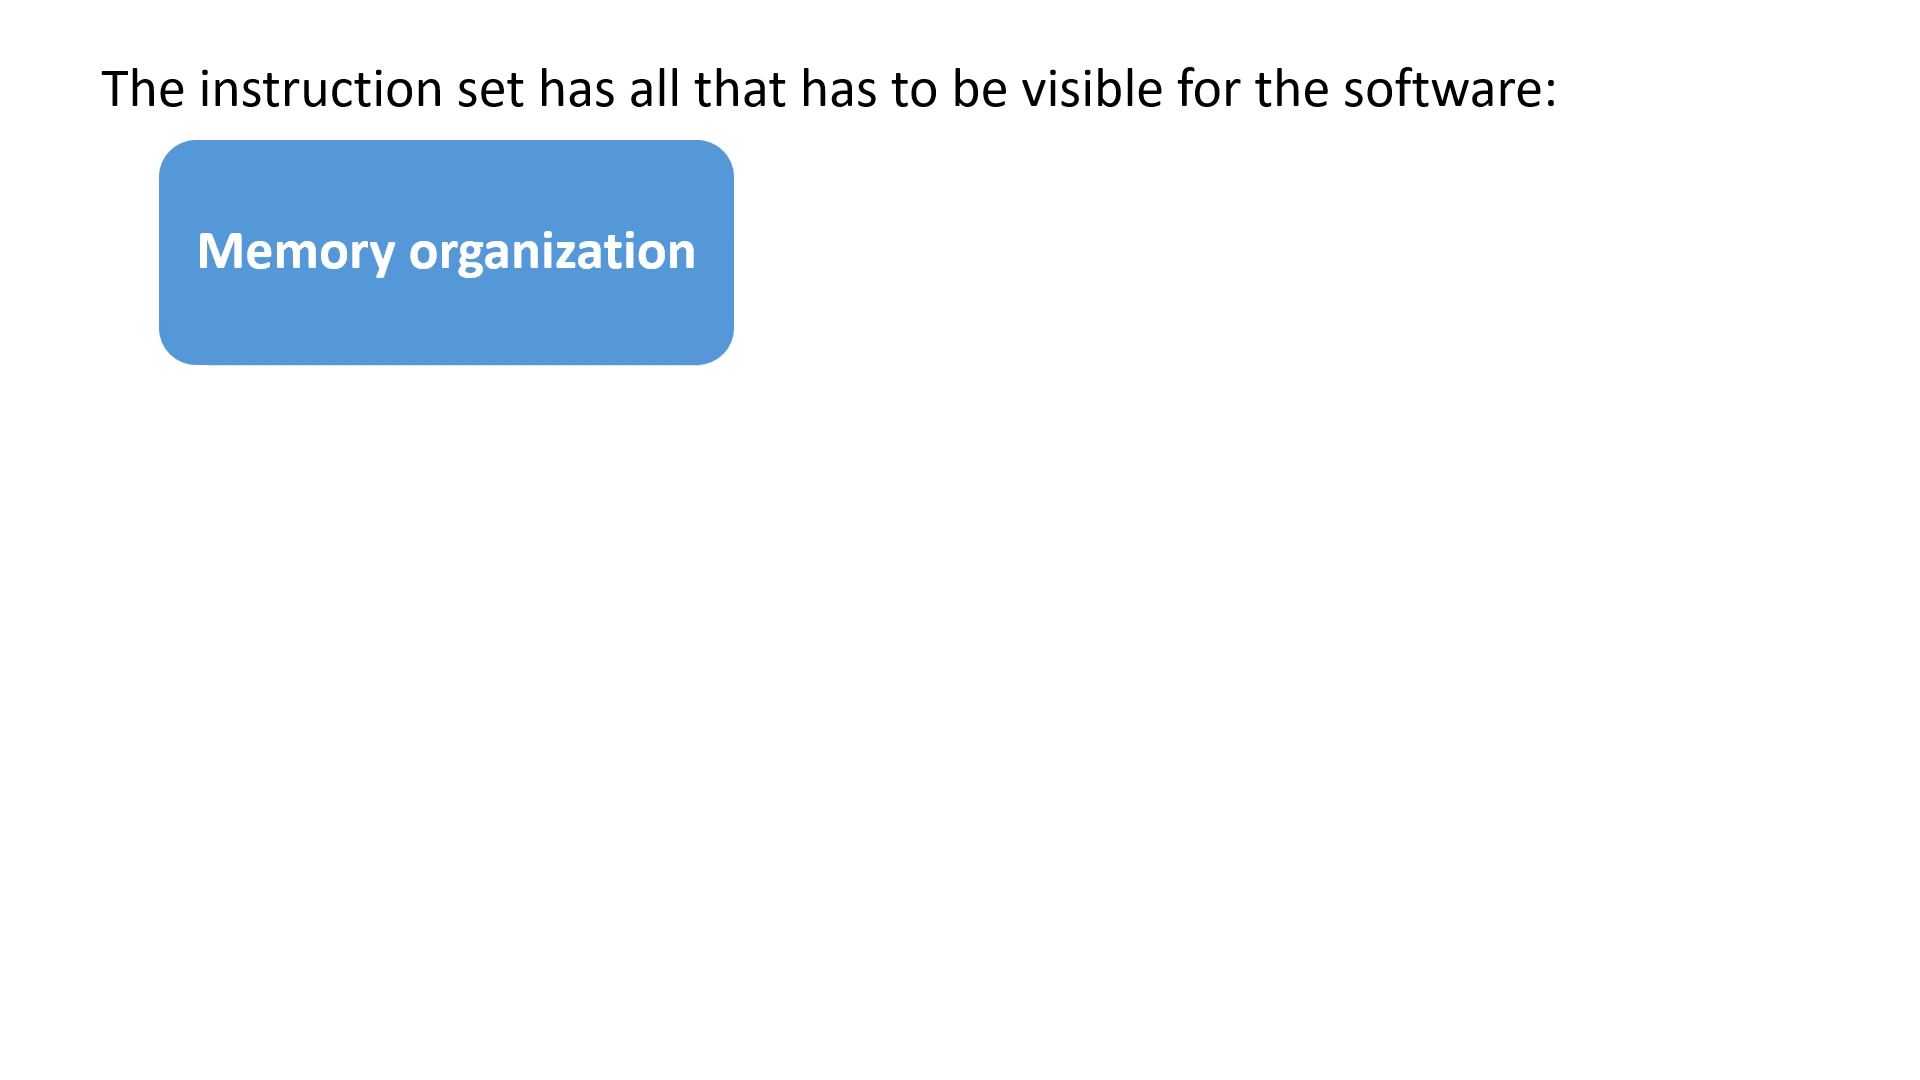 The instruction set has all that has to be visible for the software:
Memory organization